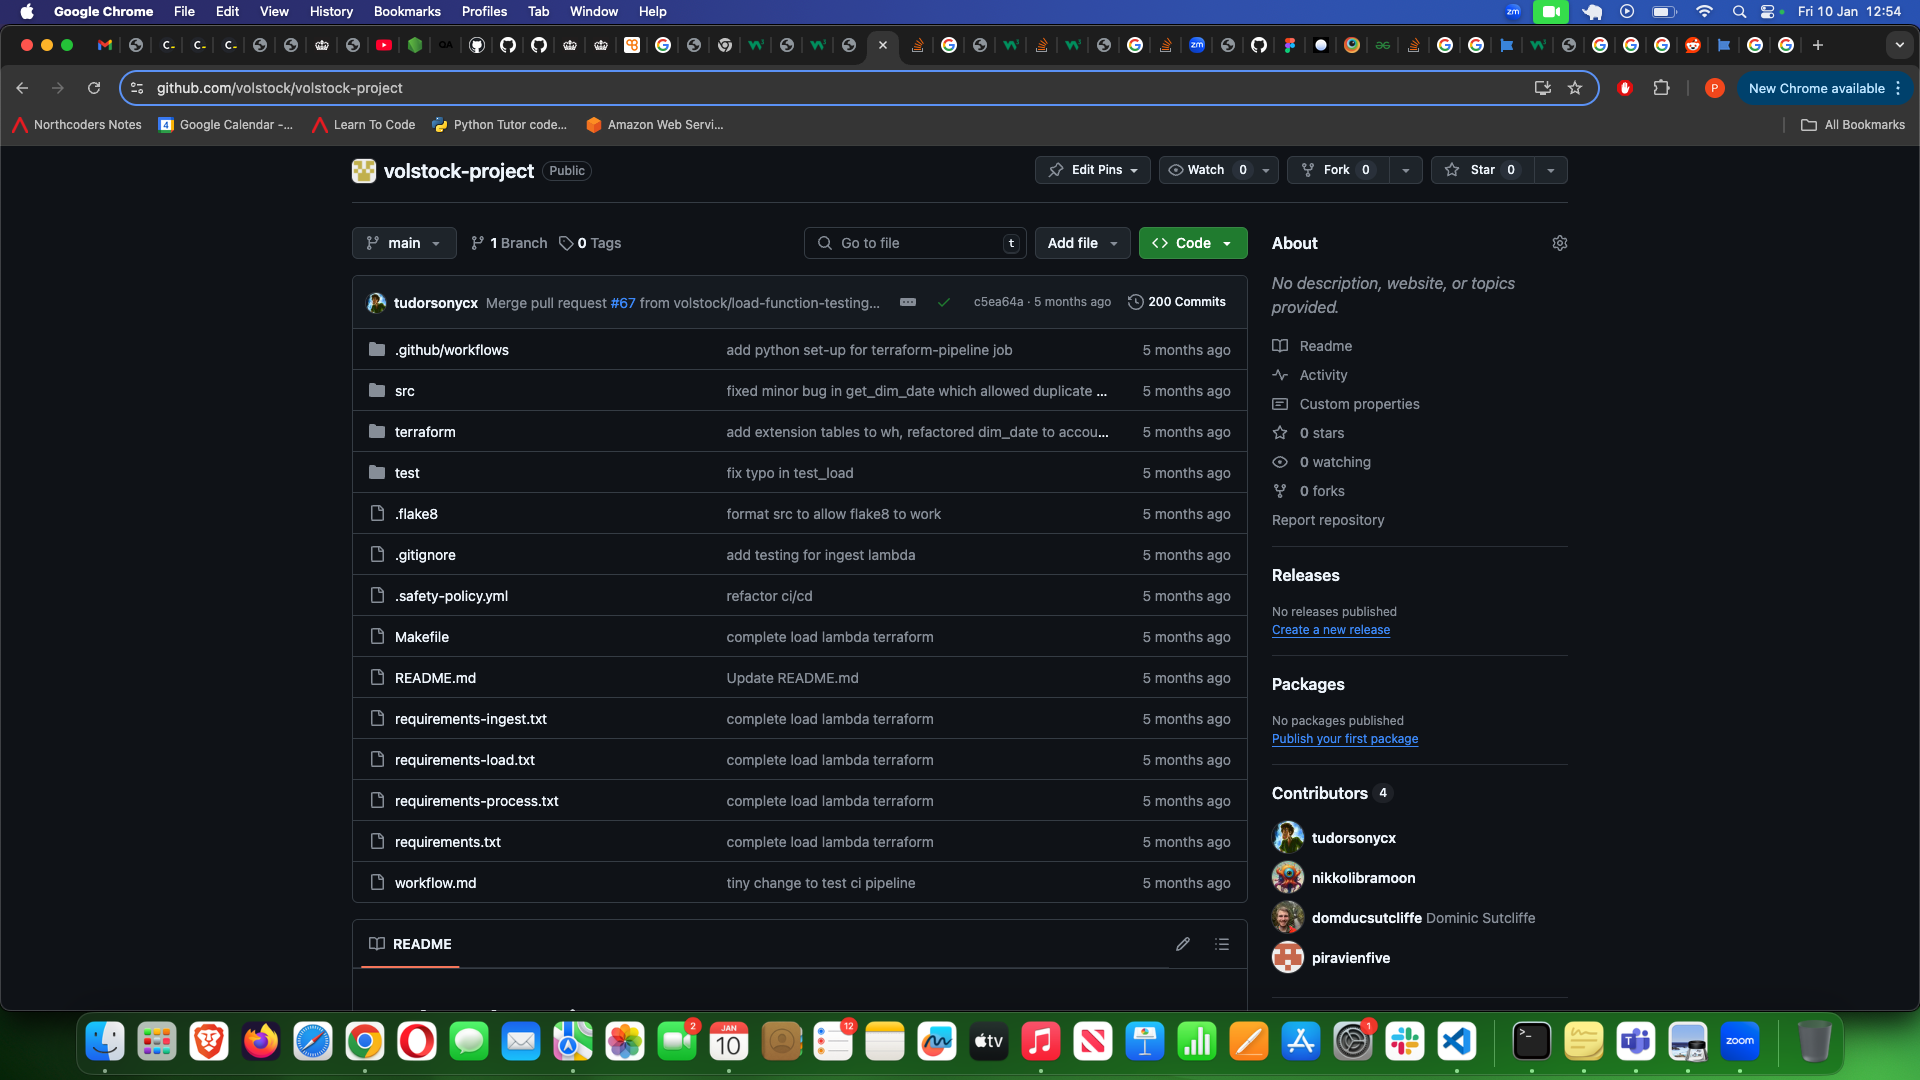 Google Chrome File Edit View History Bookmarks Profiles Tab Window Help zm Fri 10 Jan 12:54
github.com/volstock/volstock-project New Chrome available
Northcoders Notes Google Calendar -... Learn To Code Python Tutor code... Amazon Web Servi... All Bookmarks
volstock-project Public Edit Pins Watch 0 Fork 0 Star 0
main 1 Branch 0 Tags Go to file t Add file Code
tudorsonycx Merge pull request #67 from volstock/load-function-testing... c5ea64a · 5 months ago 200 Commits
.github/workflows add python set-up for terraform-pipeline job 5 months ago
src fixed minor bug in get_dim_date which allowed duplicate ... 5 months ago
terraform add extension tables to wh, refactored dim_date to accou... 5 months ago
test fix typo in test_load 5 months ago
.flake8 format src to allow flake8 to work 5 months ago
.gitignore add testing for ingest lambda 5 months ago
.safety-policy.yml refactor ci/cd 5 months ago
Makefile complete load lambda terraform 5 months ago
README.md Update README.md 5 months ago
requirements-ingest.txt complete load lambda terraform 5 months ago
requirements-load.txt complete load lambda terraform 5 months ago
requirements-process.txt complete load lambda terraform 5 months ago
requirements.txt complete load lambda terraform 5 months ago
workflow.md tiny change to test ci pipeline 5 months ago
README
About
No description, website, or topics
provided.
Readme
Activity
Custom properties
0 stars
0 watching
0 forks
Report repository
Releases
No releases published
Create a new release
Packages
No packages published
Publish your first package
Contributors 4
tudorsonycx
nikkolibramoon
domducsutcliffe Dominic Sutcliffe
piravienfive
2 JAN 10 12 tv 1 zoom